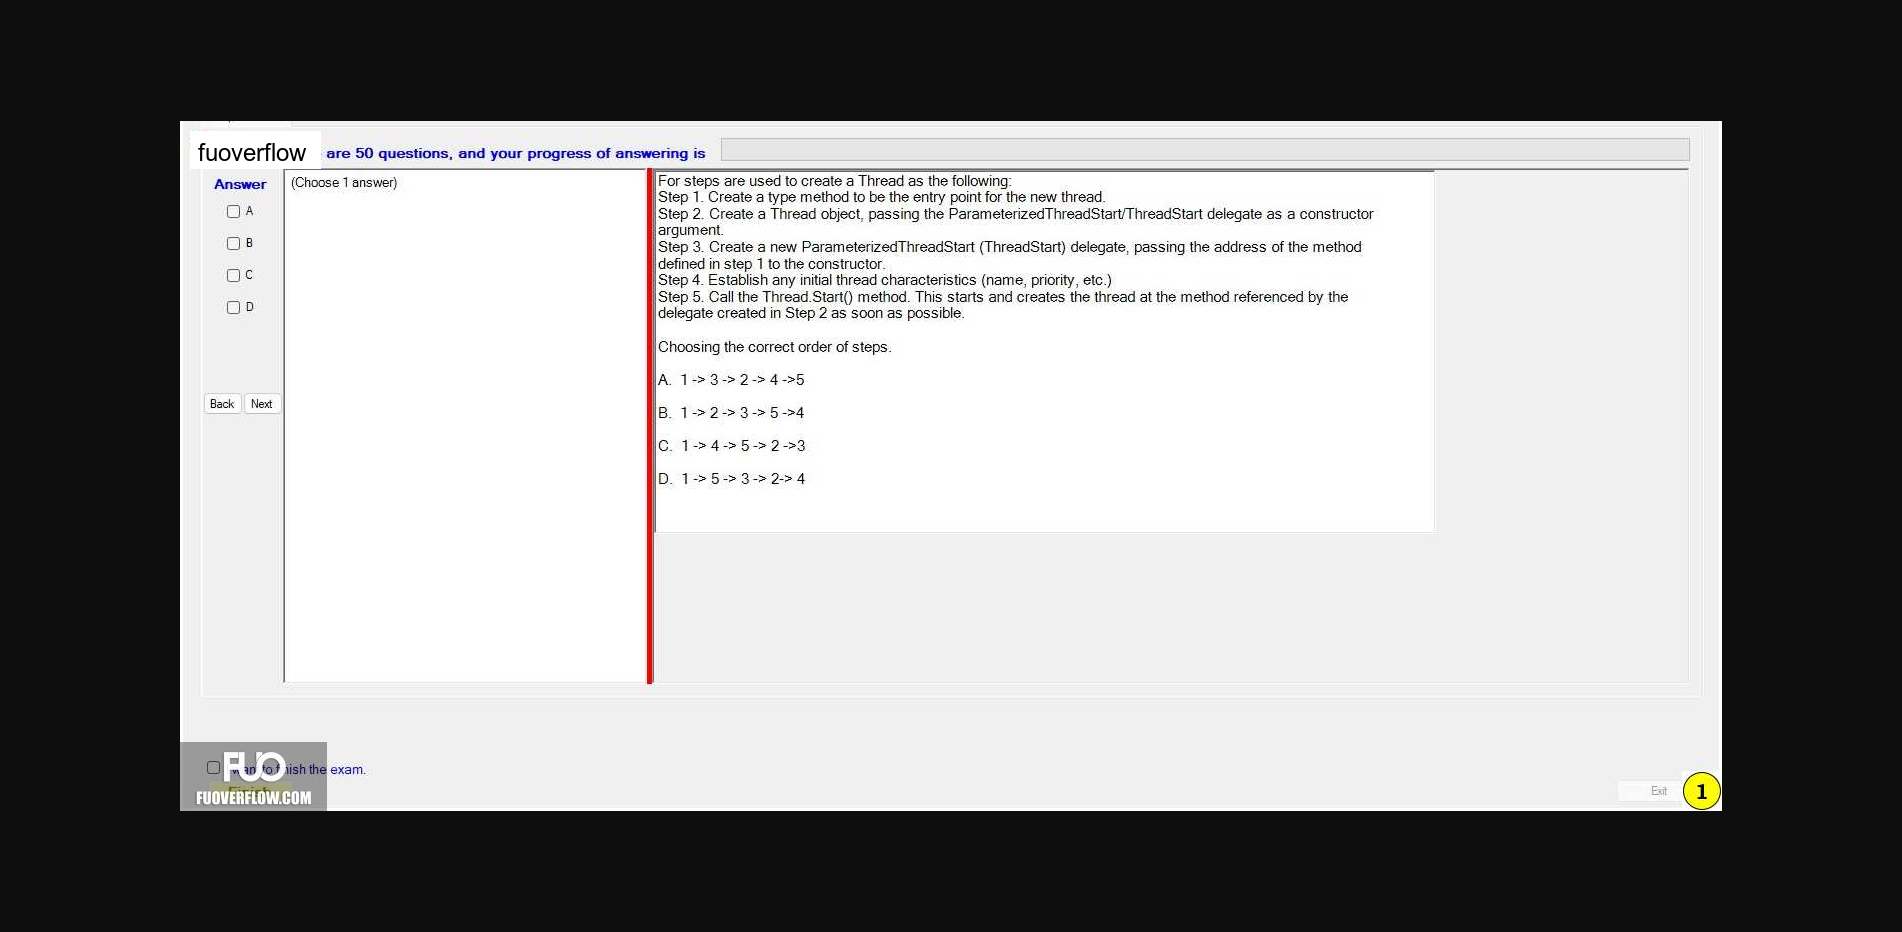 fuoverflow are 50 questions, and your progress of answering is
Answer
(Choose 1 answer)
A
B
C
D
Back Next
For steps are used to create a Thread as the following:
Step 1. Create a type method to be the entry point for the new thread.
Step 2. Create a Thread object, passing the ParameterizedThreadStart/ThreadStart delegate as a constructor
argument.
Step 3. Create a new ParameterizedThreadStart (ThreadStart) delegate, passing the address of the method
defined in step 1 to the constructor.
Step 4. Establish any initial thread characteristics (name, priority, etc.)
Step 5. Call the Thread.Start() method. This starts and creates the thread at the method referenced by the
delegate created in Step 2 as soon as possible.
Choosing the correct order of steps.
A. 1 -> 3 -> 2 -> 4 ->5
B. 1 -> 2 -> 3 -> 5 ->4
C. 1 -> 4 -> 5 -> 2 ->3
D. 1 -> 5 -> 3 -> 2-> 4
the exam.
FUO
FUOVERFLOW.COM
Exit
1